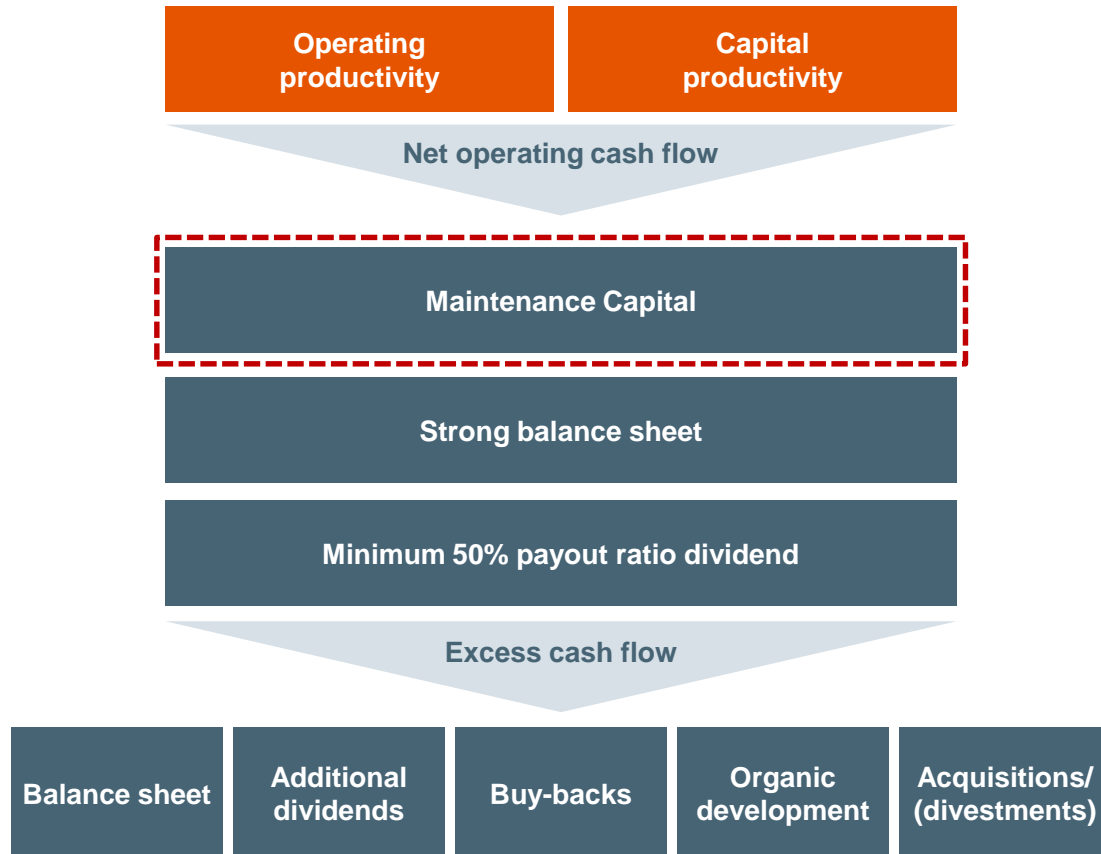 Operating
productivity
Capital
productivity
Net operating cash flow
Maintenance Capital
Strong balance sheet
Minimum 50% payout ratio dividend
Excess cash flow
Balance sheet
Additional
dividends
Buy-backs
Organic
development
Acquisitions/
(divestments)